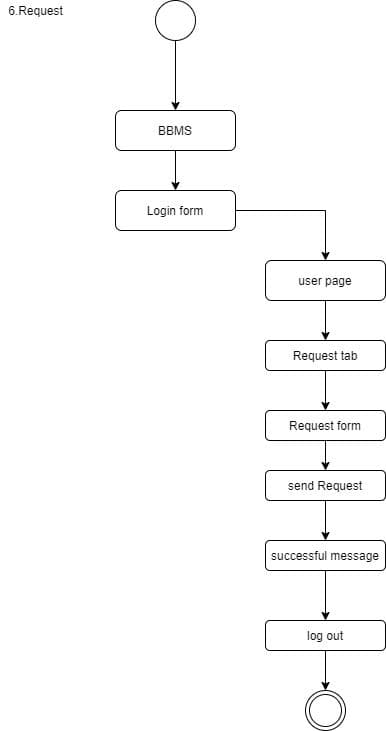 6.Request
BBMS
Login form
user page
Request tab
Request form
send Request
successful message
log out